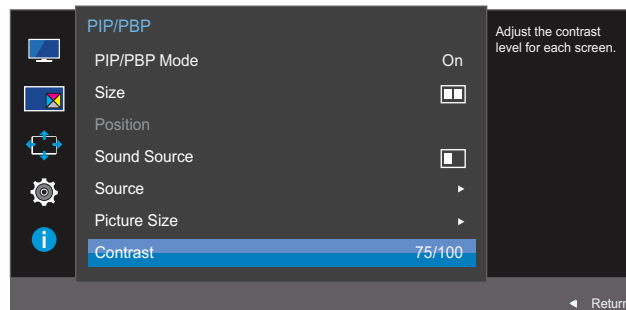 PIP/PBP
PIP/PBP Mode On
Size
Position
Sound Source
Source
Picture Size
Contrast 75/100
Adjust the contrast
level for each screen.
Return